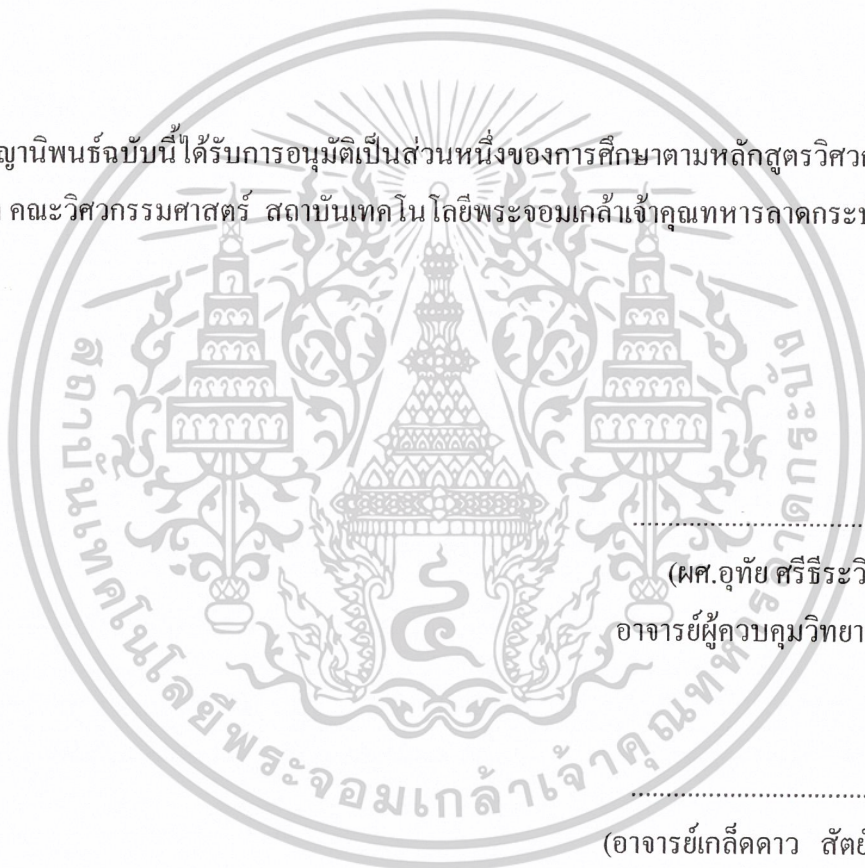 ญานิพนธ์ฉบับนี้ได้รับการอนุมัติเป็นส่วนหนึ่งของการศึกษาตามหลักสูตรวิศวก
คณะวิศวกรรมศาสตร์ สถาบันเทคโนโลยีพระจอมเกล้าเจ้าคุณทหารลาดกระบ
สถาบันเทคโนโลยีพระจอมเกล้าเจ้าคุณทหารลาดกระบัง
๔
(ผศ.อุทัย ศรีธีระวิ
อาจารย์ผู้ควบคุมวิทยา
(อาจารย์เกล็ดดาว สัตย์